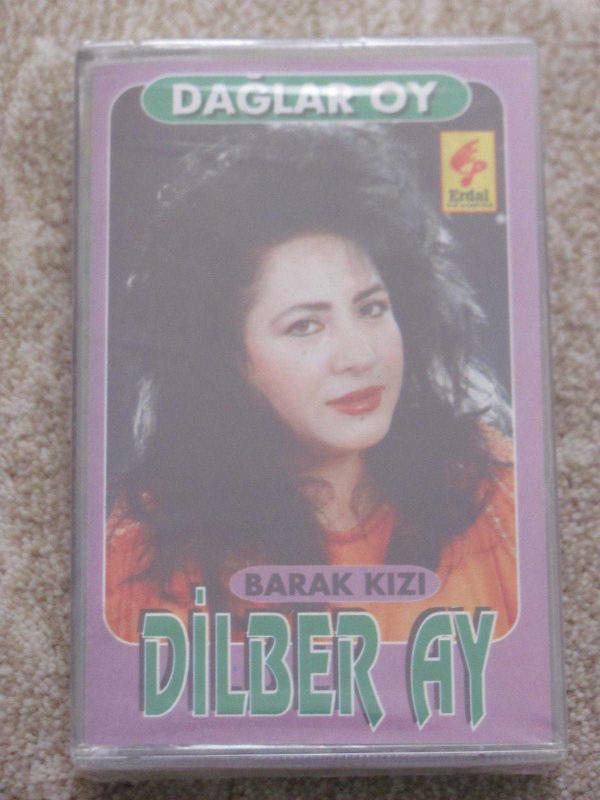 DAĞLAR OY
Erdal
BARAK KIZI
DİLBER AY